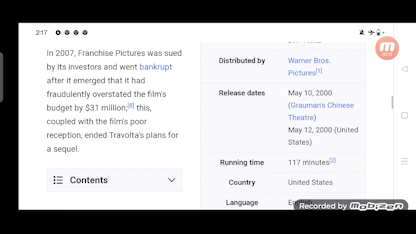 2:17
In 2007, Franchise Pictures was sued
by its investors and went bankrupt
after it emerged that it had
fraudulently overstated the film's
budget by $31 million;[8] this,
coupled with the film's poor
reception, ended Travolta's plans for
a sequel.
Contents
Distributed by Warner Bros.
Pictures[1]
Release dates May 10, 2000
(Grauman's Chinese
Theatre)
May 12, 2000 (United
States)
Running time 117 minutes[2]
Country United States
Language
Recorded by Mobizen